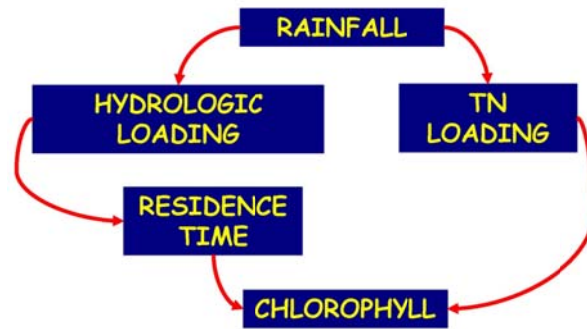 RAINFALL
HYDROLOGIC
LOADING
TN
LOADING
RESIDENCE
TIME
CHLOROPHYLL